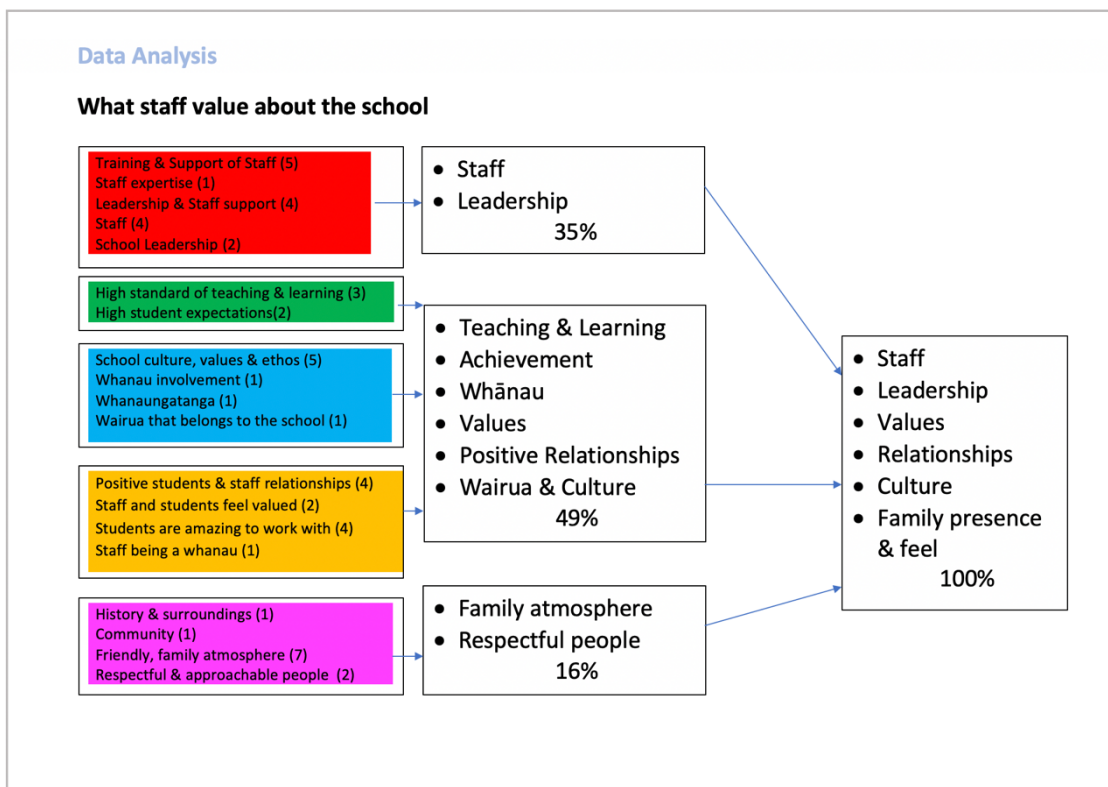 Data Analysis
What staff value about the school
Training & Support of Staff (5)
Staff expertise (1)
Leadership & Staff support (4)
Staff (4)
School Leadership (2)
High standard of teaching & learning (3)
High student expectations(2)
School culture, values & ethos (5)
Whanau involvement (1)
Whanaungatanga (1)
Wairua that belongs to the school (1)
Positive students & staff relationships (4)
Staff and students feel valued (2)
Students are amazing to work with (4)
Staff being a whanau (1)
History & surroundings (1)
Community (1)
Friendly, family atmosphere (7)
Respectful & approachable people (2)
• Staff
• Leadership
35%
• Teaching & Learning
• Achievement
• Whānau
• Values
• Positive Relationships
• Wairua & Culture
49%
• Family atmosphere
• Respectful people
16%
• Staff
• Leadership
• Values
• Relationships
• Culture
• Family presence
& feel
100%